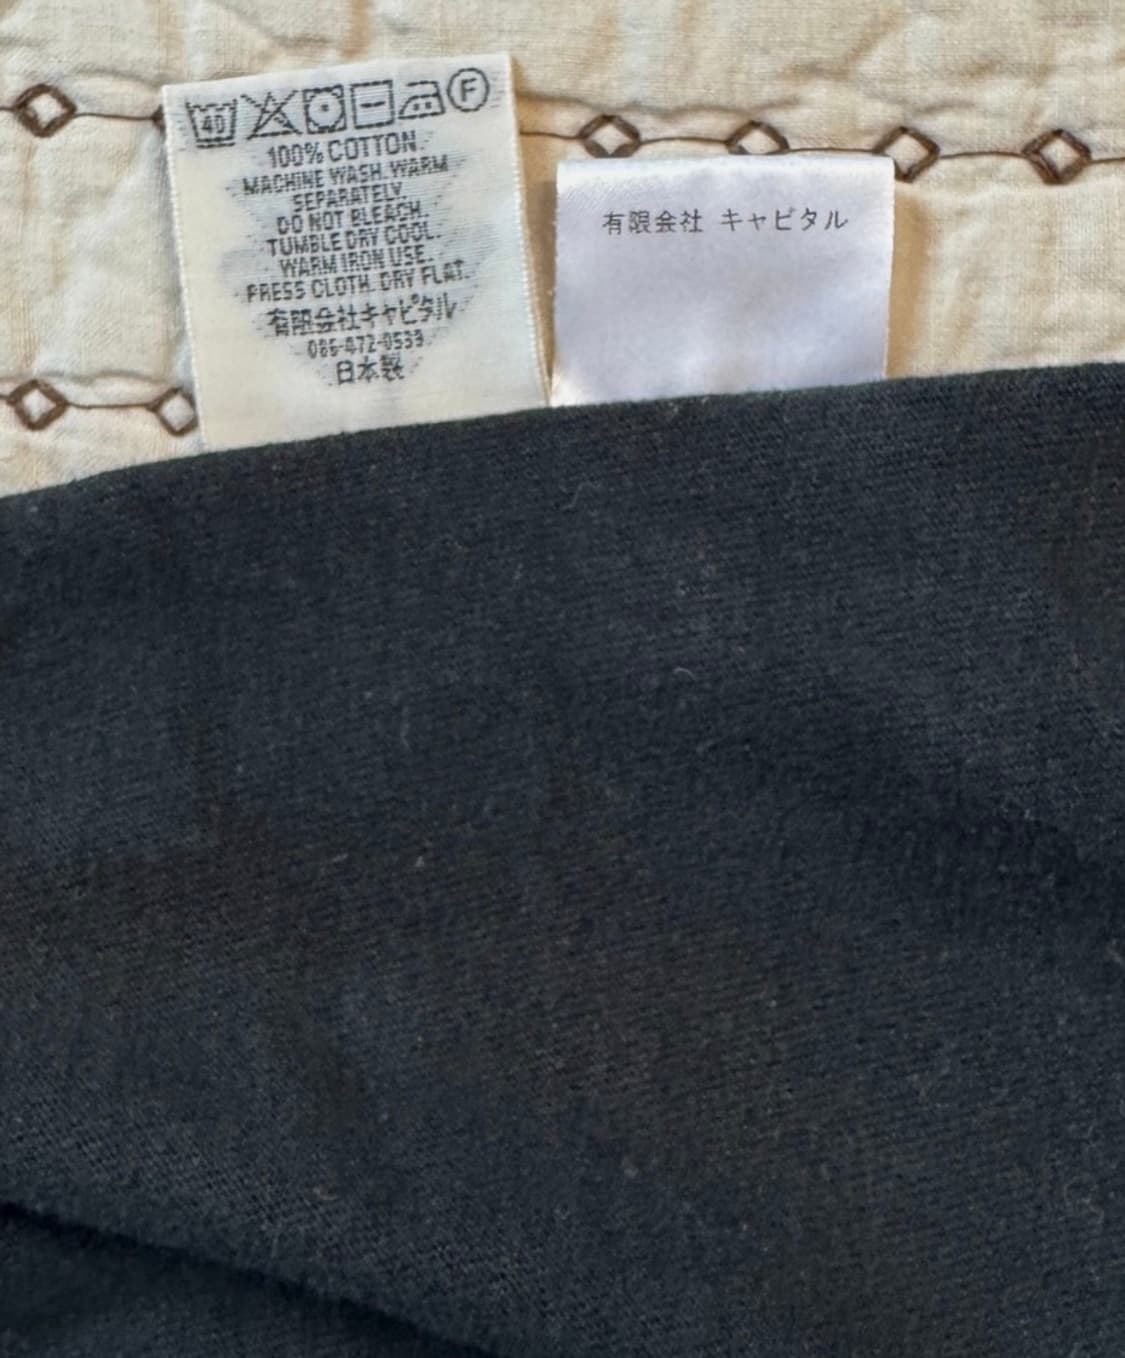 40 F
100% COTTON
MACHINE WASH. WARM
SEPARATELY.
DO NOT BLEACH.
TUMBLE DRY COOL.
WARM IRON USE
PRESS CLOTH. DRY FLAT.
有限会社キャピタル
086-472-0539
日本製
有限会社 キャピタル